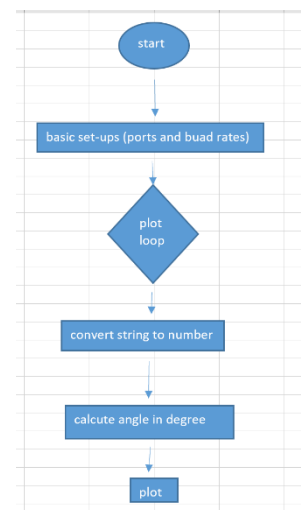 start
basic set-ups (ports and buad rates)
plot
loop
convert string to number
calcute angle in degree
plot